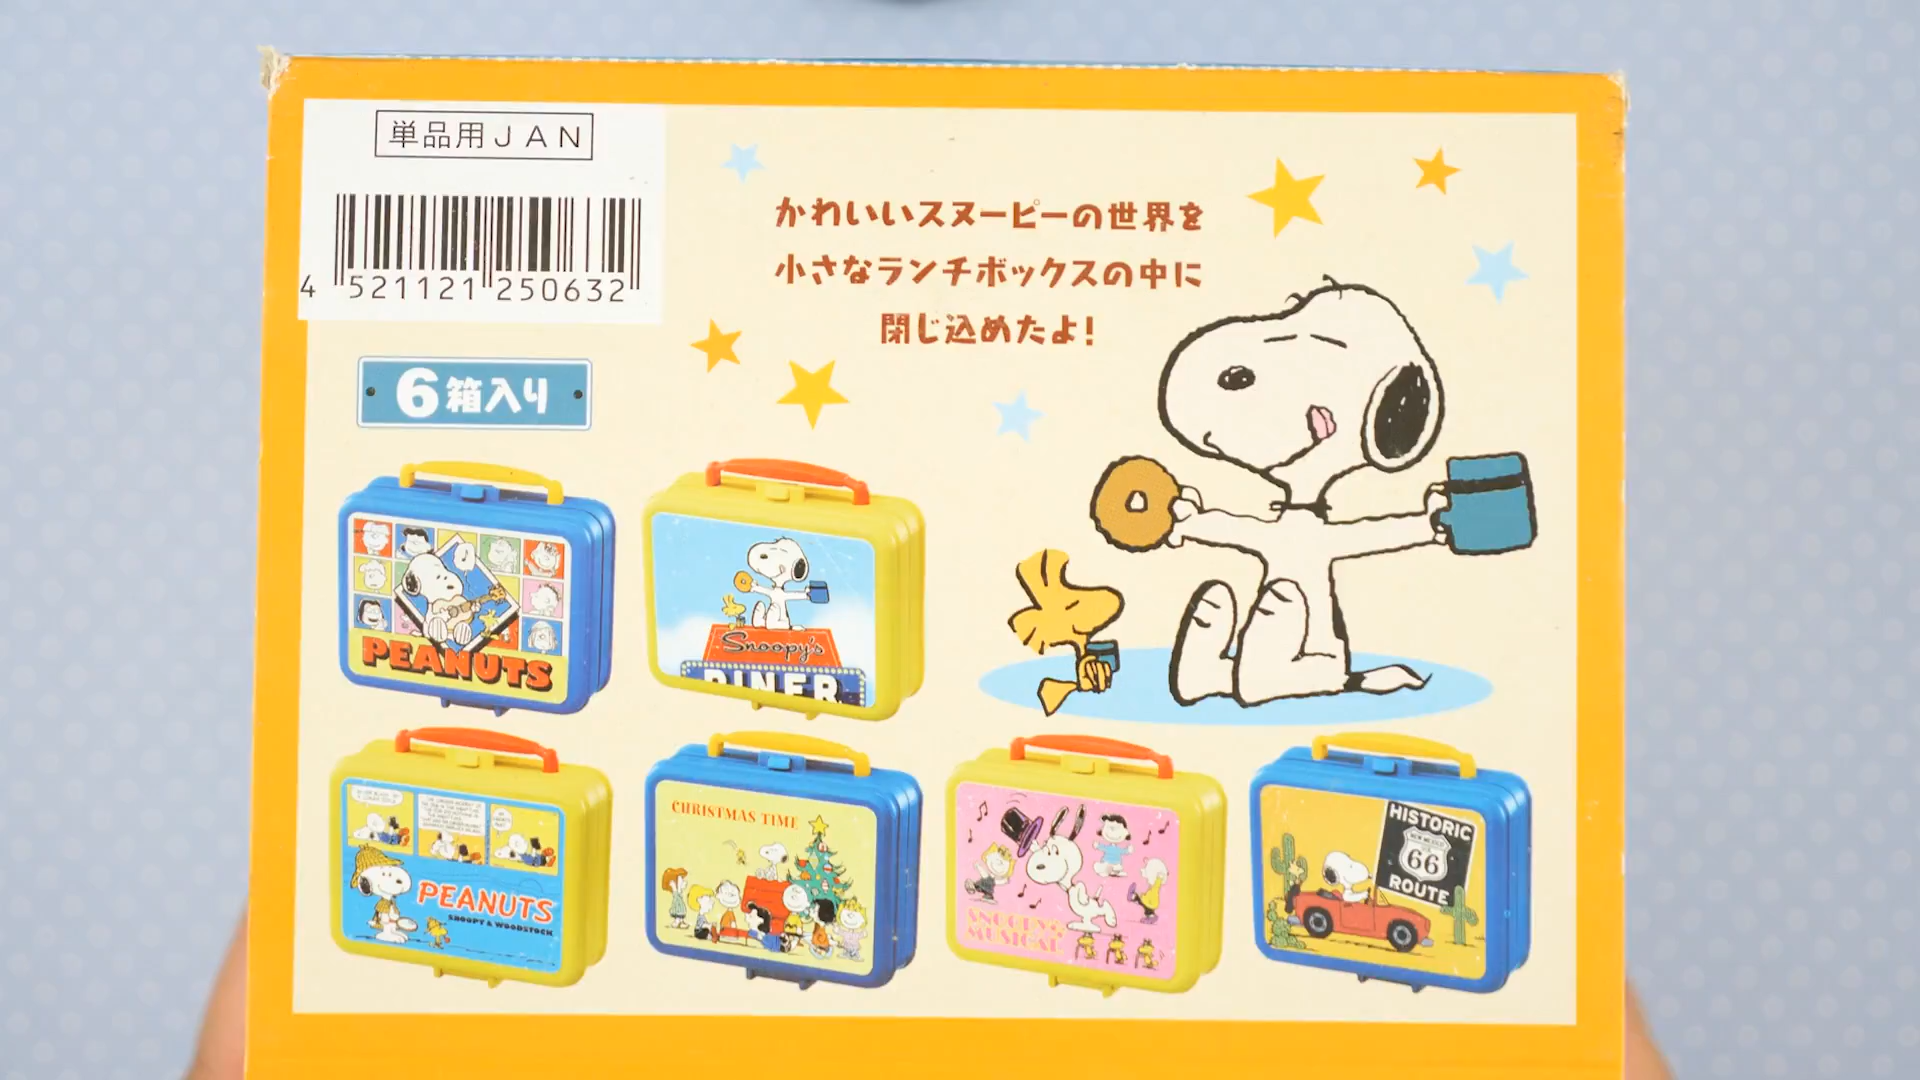 単品用JAN
4 521121 250632
かわいいスヌーピーの世界を
小さなランチボックスの中に
閉じ込めたよ!
6箱入り
PEANUTS
Snoopy's
DINER
PEANUTS
SNOOPY & WOODSTOCK
CHRISTMAS TIME
SNOOPY'S
MUSICAL
HISTORIC
NEW MEXICO
66
ROUTE